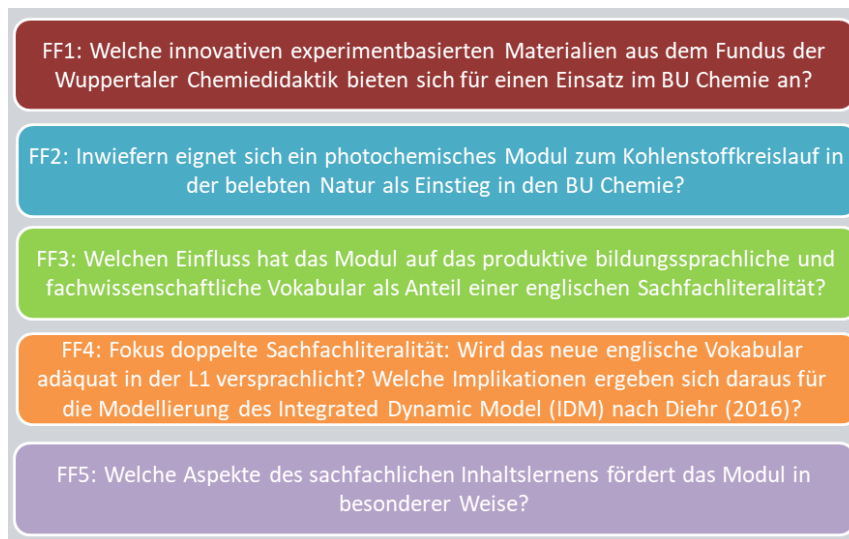 FF1: Welche innovativen experimentbasierten Materialien aus dem Fundus der
Wuppertaler Chemiedidaktik bieten sich für einen Einsatz im BU Chemie an?
FF2: Inwiefern eignet sich ein photochemisches Modul zum Kohlenstoffkreislauf in
der belebten Natur als Einstieg in den BU Chemie?
FF3: Welchen Einfluss hat das Modul auf das produktive bildungssprachliche und
fachwissenschaftliche Vokabular als Anteil einer englischen Sachfachliteralität?
FF4: Fokus doppelte Sachfachliteralität: Wird das neue englische Vokabular
adäquat in der L1 versprachlicht? Welche Implikationen ergeben sich daraus für
die Modellierung des Integrated Dynamic Model (IDM) nach Diehr (2016)?
FF5: Welche Aspekte des sachfachlichen Inhaltslernens fördert das Modul in
besonderer Weise?